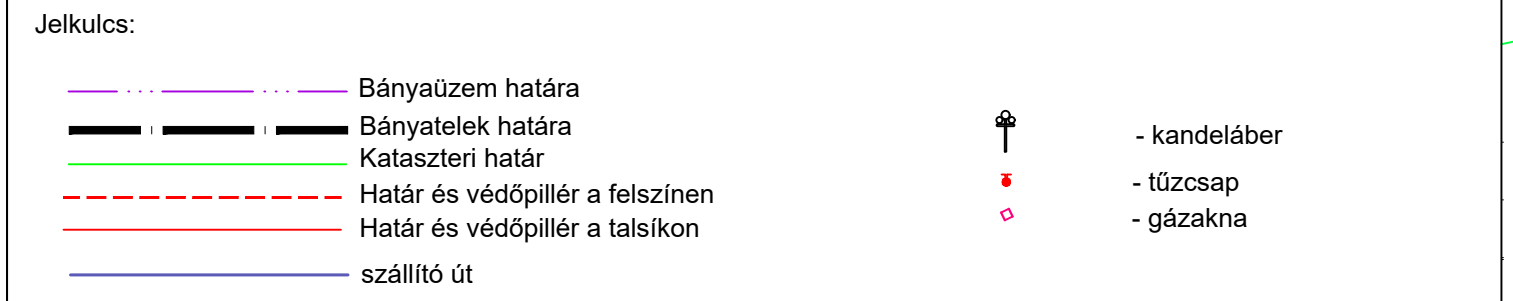 Jelkulcs:
Bányaüzem határa
Bányatelek határa
Kataszteri határ
Határ és védőpillér a felszínen
Határ és védőpillér a talsíkon
szállító út
- kandeláber
- tűzcsap
- gázakna